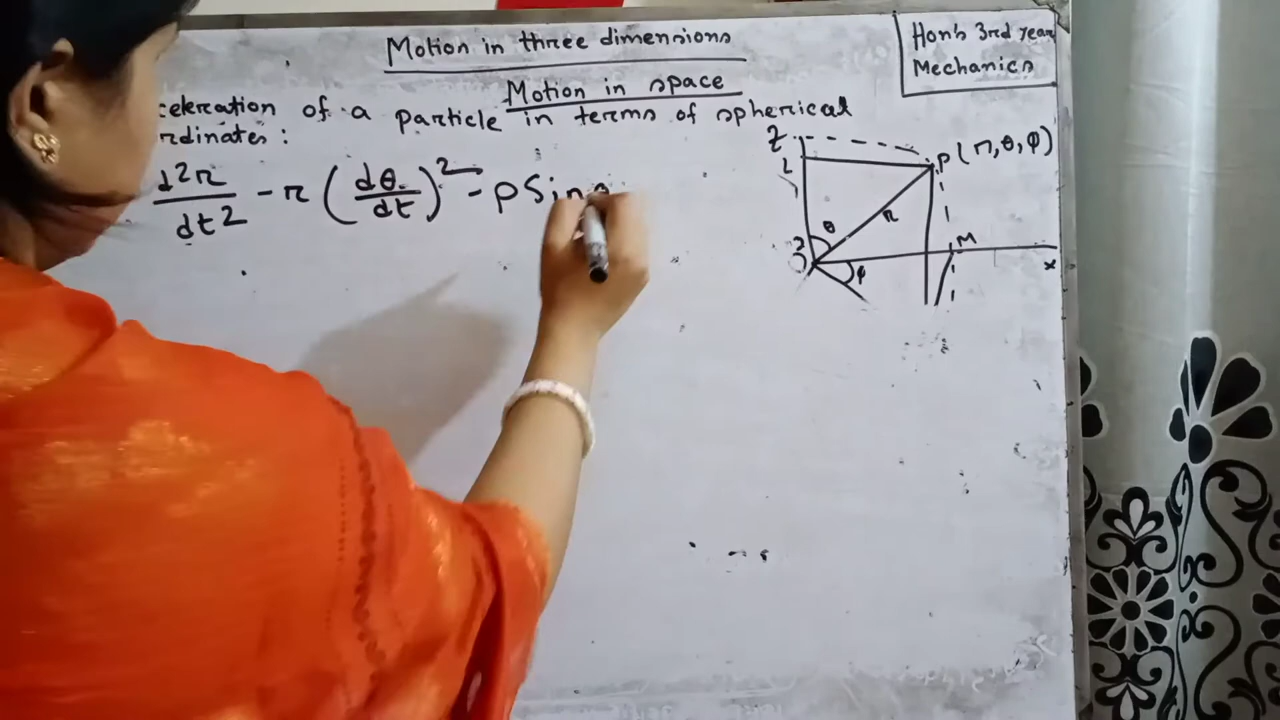 Motion in three dimensions
Hon's 3rd year
Mechanics
Motion in space
celeration of a particle in terms of spherical
rdinates:
d²r/dt² - r (dθ/dt)² - ρ Sinθ
Z
L
P(r, θ, φ)
r
θ
M
O
φ
x